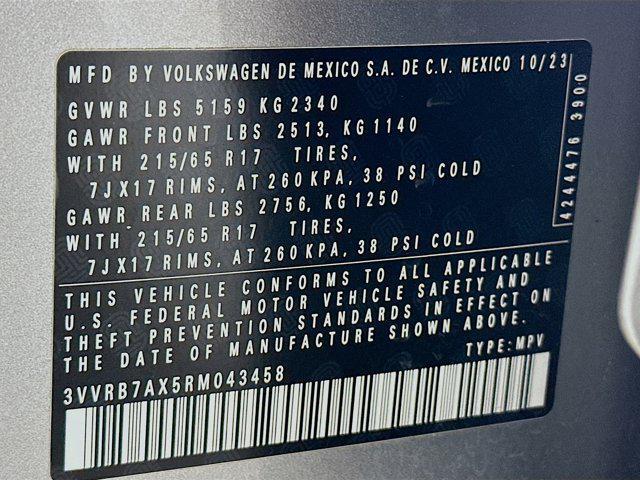 MFD BY VOLKSWAGEN DE MEXICO S.A. DE C.V. MEXICO 10/23
GVWR LBS 5159 KG 2340
GAWR FRONT LBS 2513, KG 1140
WITH 215/65 R17 TIRES,
7JX17 RIMS, AT 260 KPA, 38 PSI COLD
GAWR REAR LBS 2756, KG 1250
WITH 215/65 R17 TIRES,
7JX17 RIMS, AT 260 KPA, 38 PSI COLD
4244476 3900
THIS VEHICLE CONFORMS TO ALL APPLICABLE
U.S. FEDERAL MOTOR VEHICLE SAFETY AND
THEFT PREVENTION STANDARDS IN EFFECT ON
THE DATE OF MANUFACTURE SHOWN ABOVE.
TYPE: MPV
3VVRB7AX5RM043458